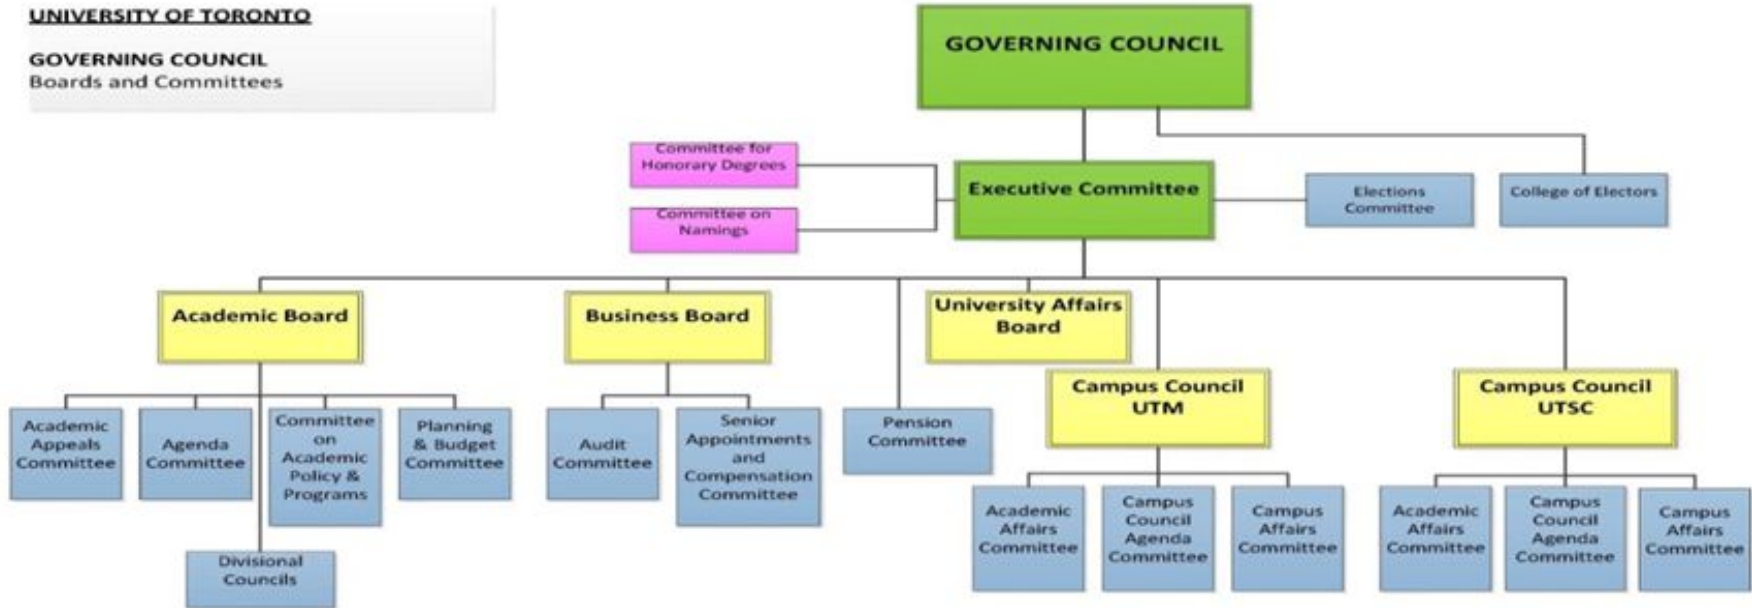 UNIVERSITY OF TORONTO
GOVERNING COUNCIL
Boards and Committees
GOVERNING COUNCIL
Committee for
Honorary Degrees
Committee on
Namings
Executive Committee
Elections
Committee
College of Electors
Academic Board
Business Board
University Affairs
Board
Campus Council
UTM
Campus Council
UTSC
Academic
Appeals
Committee
Agenda
Committee
Committee
on
Academic
Policy &
Programs
Planning
& Budget
Committee
Divisional
Councils
Audit
Committee
Senior
Appointments
and
Compensation
Committee
Pension
Committee
Academic
Affairs
Committee
Campus
Council
Agenda
Committee
Campus
Affairs
Committee
Academic
Affairs
Committee
Campus
Council
Agenda
Committee
Campus
Affairs
Committee